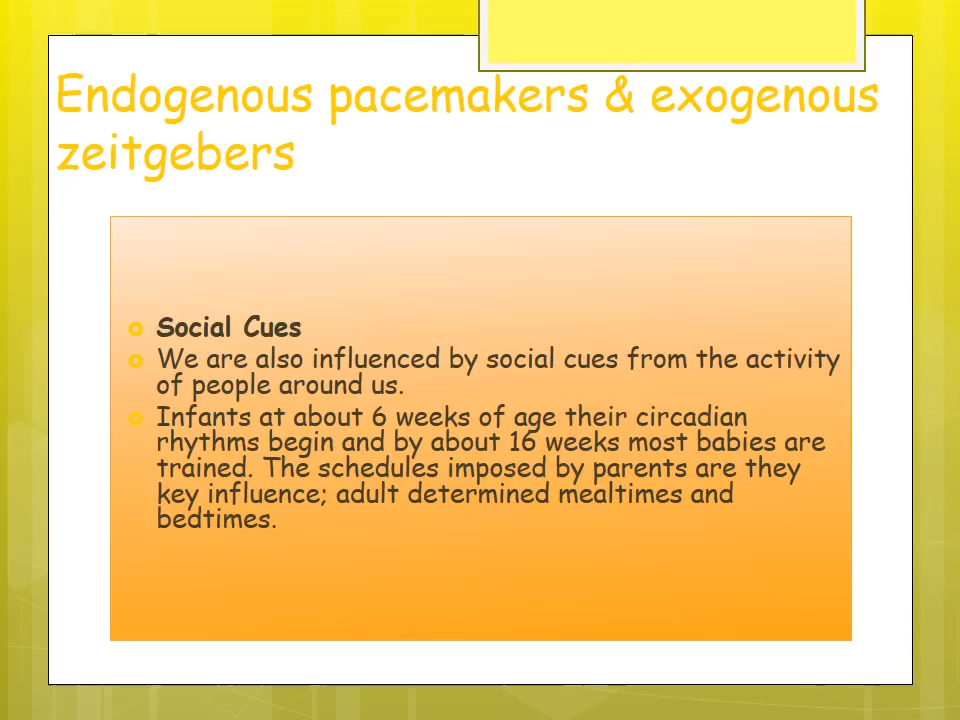 Endogenous pacemakers & exogenous
zeitgebers
Social Cues
We are also influenced by social cues from the activity
of people around us.
Infants at about 6 weeks of age their circadian
rhythms begin and by about 16 weeks most babies are
trained. The schedules imposed by parents are they
key influence; adult determined mealtimes and
bedtimes.